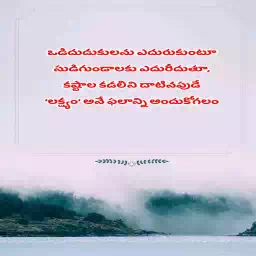 ఒడిదుడుకులను ఎదురుకుంటూ
సుడిగుండాలకు ఎదురీదుతూ,
కష్టాల కడలిని దాటినపుడే
'లక్ష్యం' అనే ఫలాన్ని అందుకోగలం